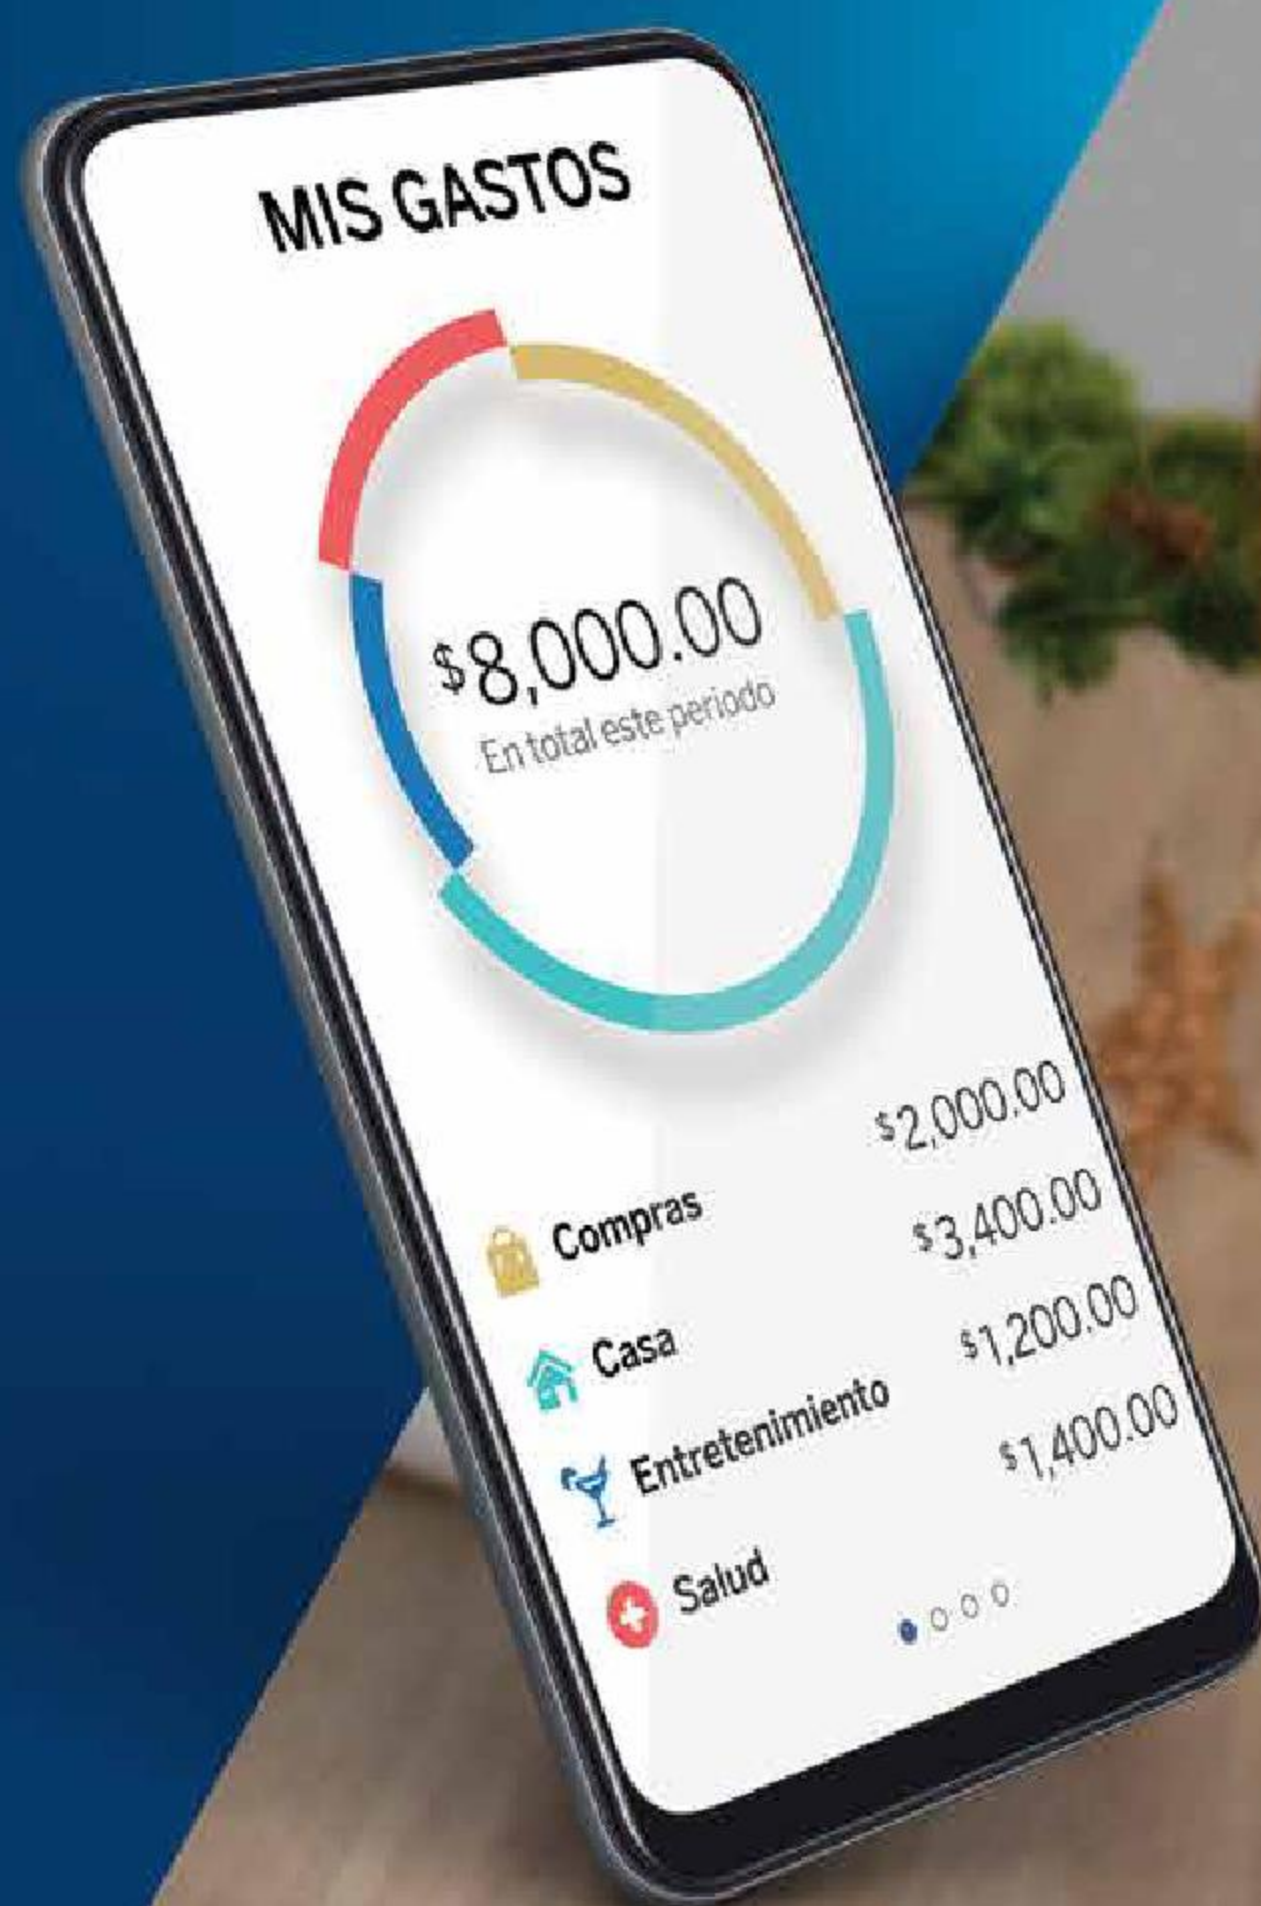 MIS GASTOS
$8,000.00
En total este periodo
Compras $2,000.00
Casa $3,400.00
Entretenimiento $1,200.00
Salud $1,400.00